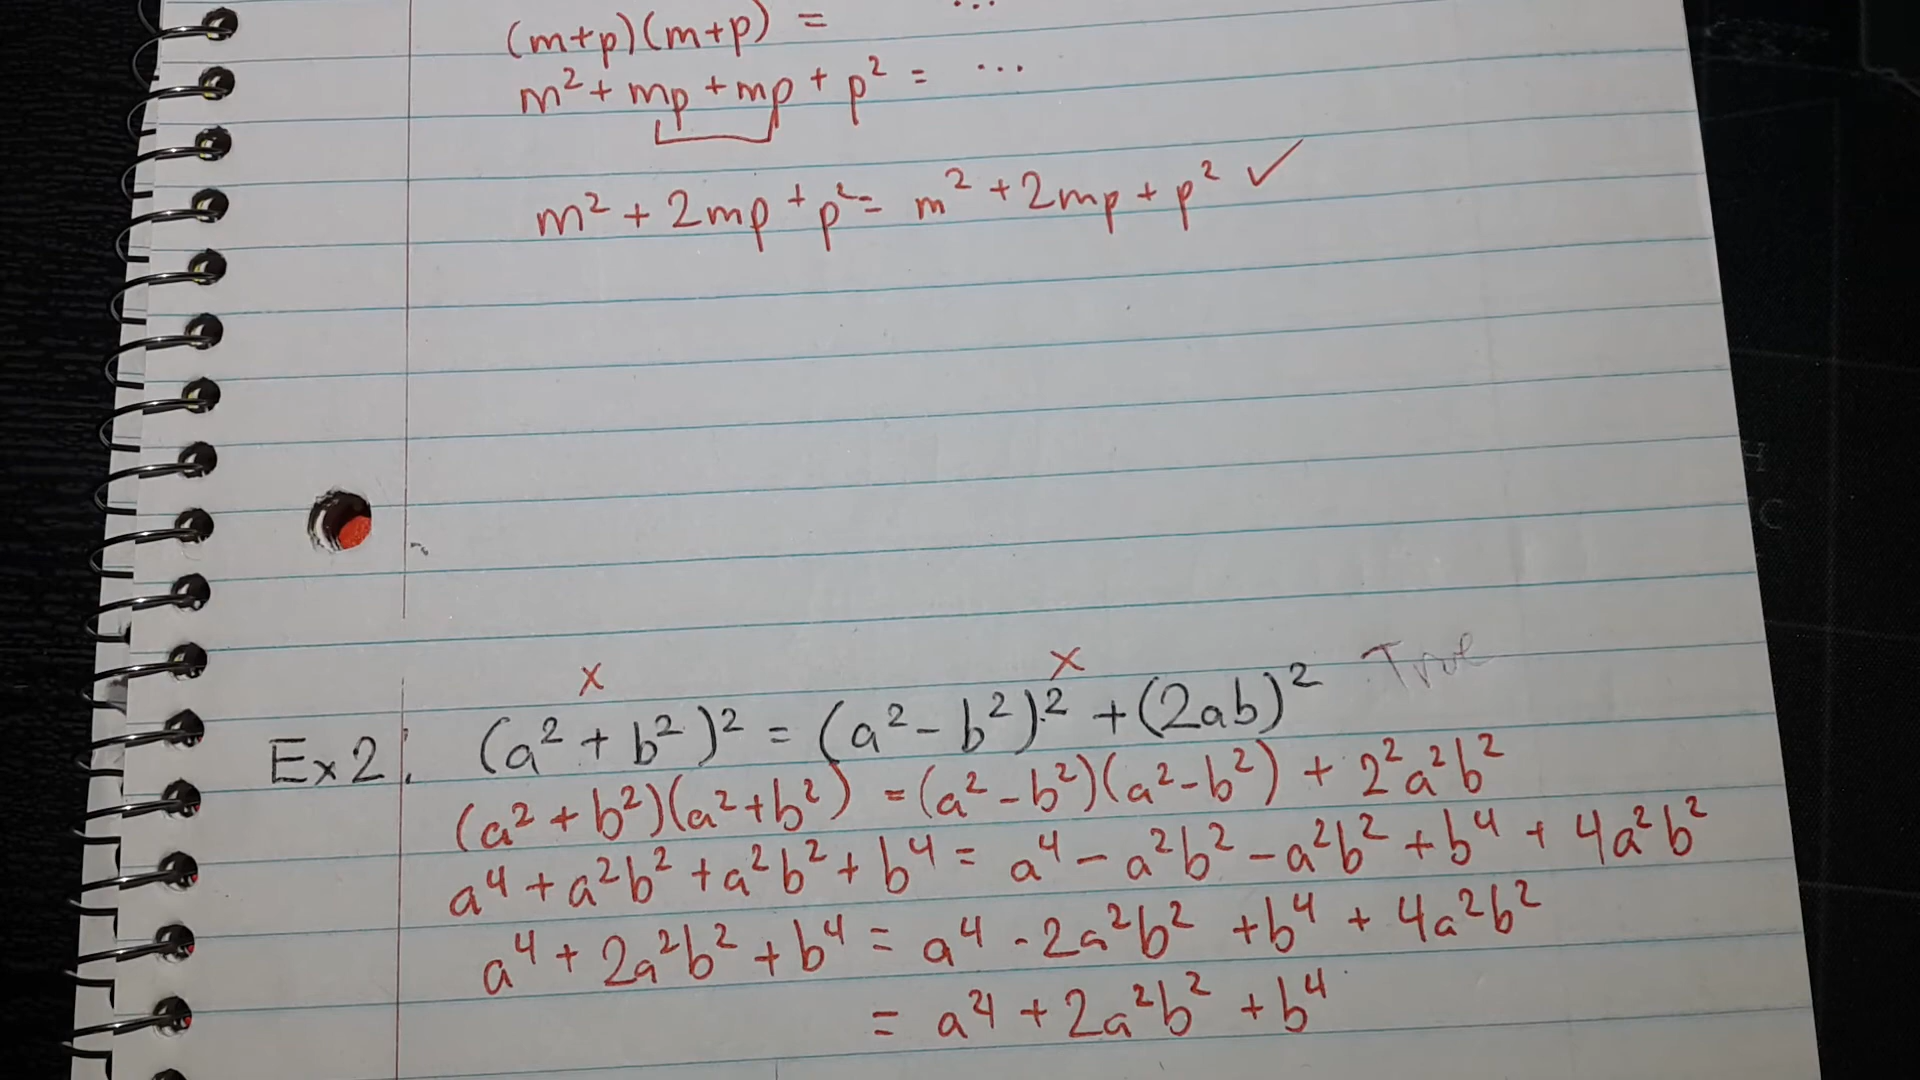 (m+p)(m+p) = ...
m² + mp + mp + p² = ...
m² + 2mp + p² = m² + 2mp + p² ✓
x x
Ex 2: (a² + b²)² = (a² - b²)² + (2ab)² True
(a² + b²)(a² + b²) = (a² - b²)(a² - b²) + 2²a²b²
a⁴ + a²b² + a²b² + b⁴ = a⁴ - a²b² - a²b² + b⁴ + 4a²b²
a⁴ + 2a²b² + b⁴ = a⁴ - 2a²b² + b⁴ + 4a²b²
= a⁴ + 2a²b² + b⁴